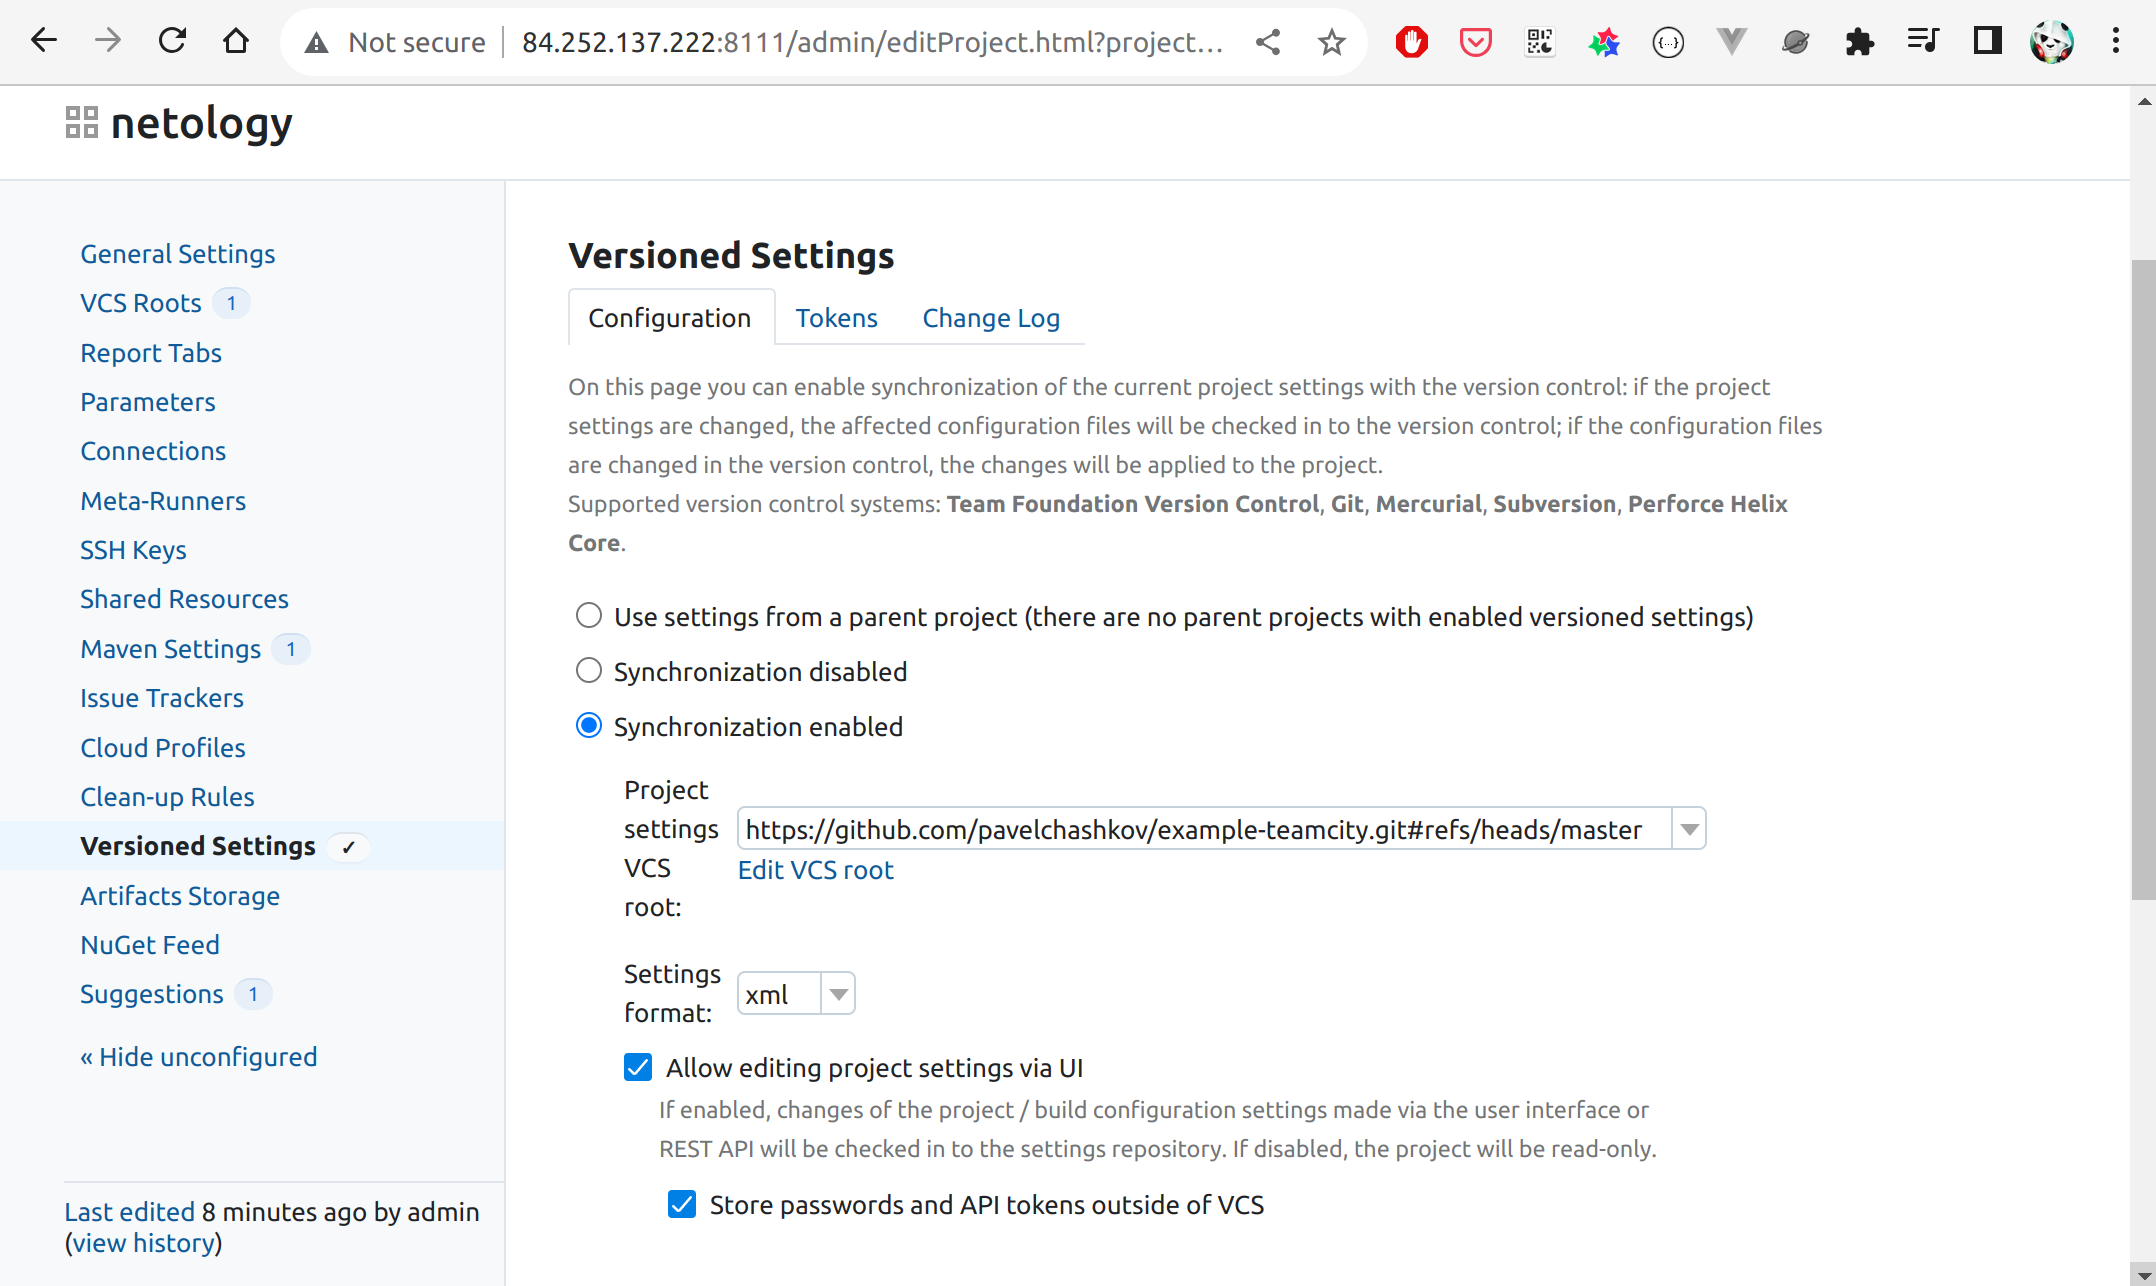 Not secure
84.252.137.222:8111/admin/editProject.html?project...
netology
General Settings
VCS Roots 1
Report Tabs
Parameters
Connections
Meta-Runners
SSH Keys
Shared Resources
Maven Settings 1
Issue Trackers
Cloud Profiles
Clean-up Rules
Versioned Settings ✓
Artifacts Storage
NuGet Feed
Suggestions 1
« Hide unconfigured
Last edited 8 minutes ago by admin
(view history)
Versioned Settings
Configuration Tokens Change Log
On this page you can enable synchronization of the current project settings with the version control: if the project
settings are changed, the affected configuration files will be checked in to the version control; if the configuration files
are changed in the version control, the changes will be applied to the project.
Supported version control systems: Team Foundation Version Control, Git, Mercurial, Subversion, Perforce Helix
Core.
Use settings from a parent project (there are no parent projects with enabled versioned settings)
Synchronization disabled
Synchronization enabled
Project
settings
VCS
root:
https://github.com/pavelchashkov/example-teamcity.git#refs/heads/master
Edit VCS root
Settings
format:
xml
Allow editing project settings via UI
If enabled, changes of the project / build configuration settings made via the user interface or
REST API will be checked in to the settings repository. If disabled, the project will be read-only.
Store passwords and API tokens outside of VCS